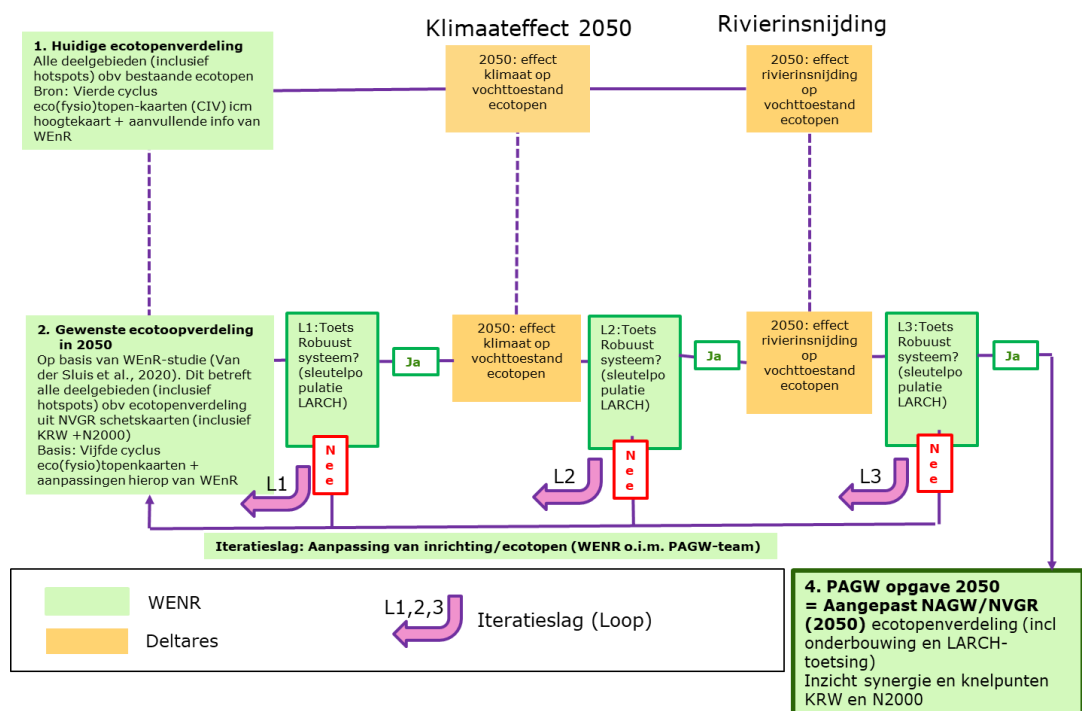 Klimaateffect 2050
Rivierinsnijding
1. Huidige ecotopenverdeling
Alle deelgebieden (inclusief
hotspots) obv bestaande ecotopen
Bron: Vierde cyclus
eco(fysio)topen-kaarten (CIV) icm
hoogtekaart + aanvullende info van
WEnR
2050: effect
klimaat op
vochttoestand
ecotopen
2050: effect
rivierinsnijding
op
vochttoestand
ecotopen
2. Gewenste ecotoopverdeling
in 2050
Op basis van WEnR-studie (Van
der Sluis et al., 2020). Dit betreft
alle deelgebieden (inclusief
hotspots) obv ecotopenverdeling
uit NVGR schetskaarten (inclusief
KRW +N2000)
Basis: Vijfde cyclus
eco(fysio)topenkaarten +
aanpassingen hierop van WEnR
L1:Toets
Robuust
systeem?
(sleutelpo
pulatie
LARCH)
Ja
N
e
e
L1
2050: effect
klimaat op
vochttoestand
ecotopen
L2:Toets
Robuust
systeem?
(sleutelpo
pulatie
LARCH)
Ja
N
e
e
L2
2050: effect
rivierinsnijding
op
vochttoestand
ecotopen
L3:Toets
Robuust
systeem?
(sleutelpo
pulatie
LARCH)
Ja
N
e
e
L3
Iteratieslag: Aanpassing van inrichting/ecotopen (WENR o.i.m. PAGW-team)
WENR
Deltares
L1,2,3
Iteratieslag (Loop)
4. PAGW opgave 2050
= Aangepast NAGW/NVGR
(2050) ecotopenverdeling (incl
onderbouwing en LARCH-
toetsing)
Inzicht synergie en knelpunten
KRW en N2000